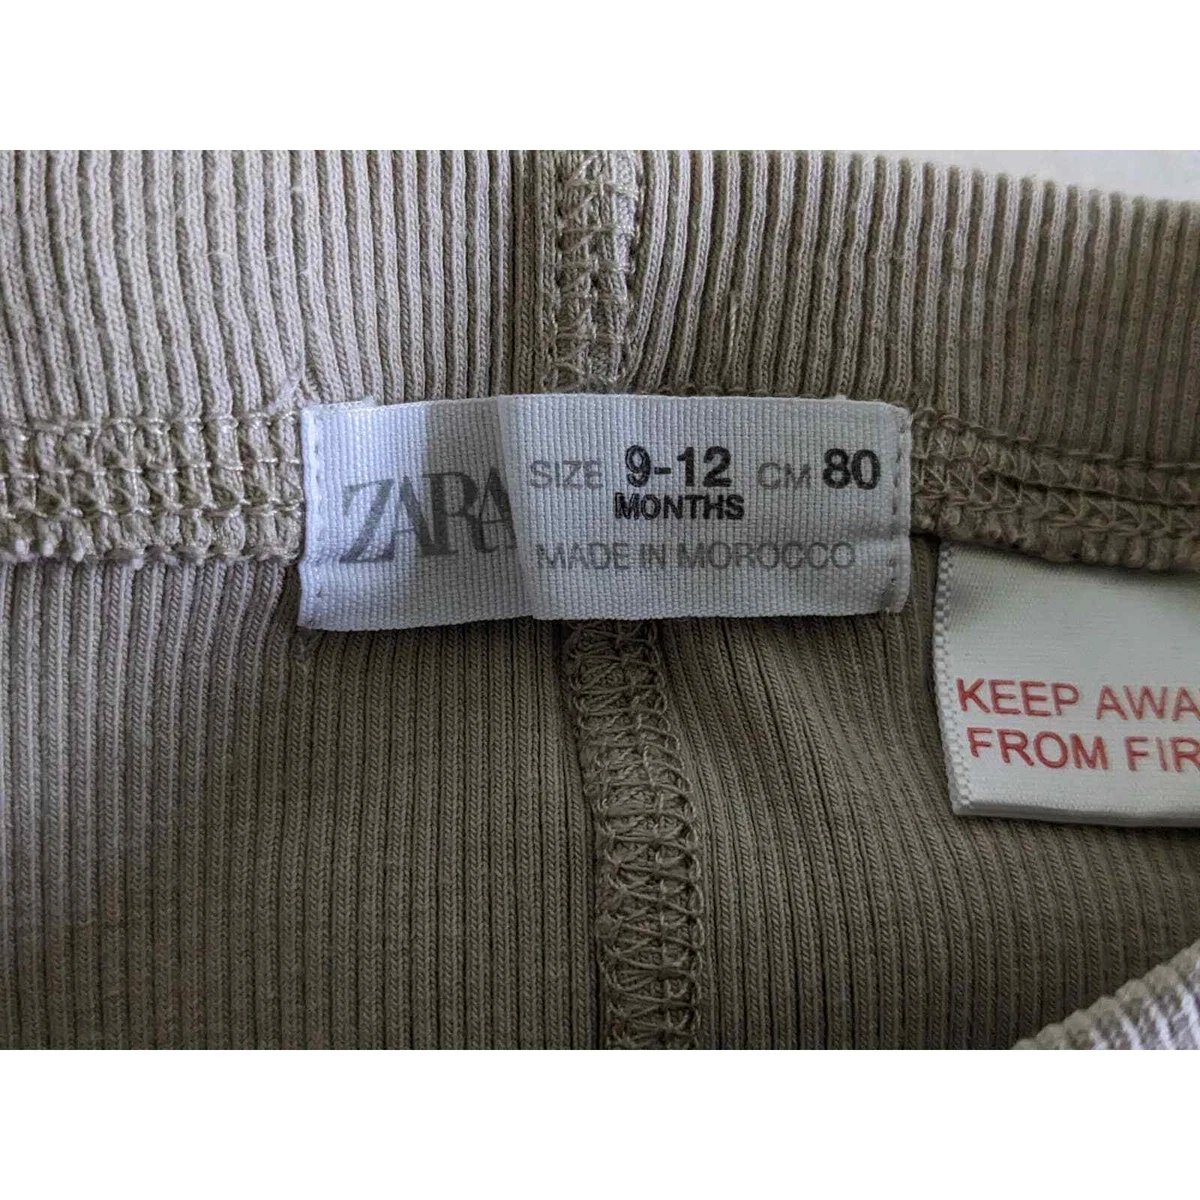 ZARA
SIZE 9-12 CM 80
MONTHS
MADE IN MOROCCO
KEEP AWA
FROM FIR